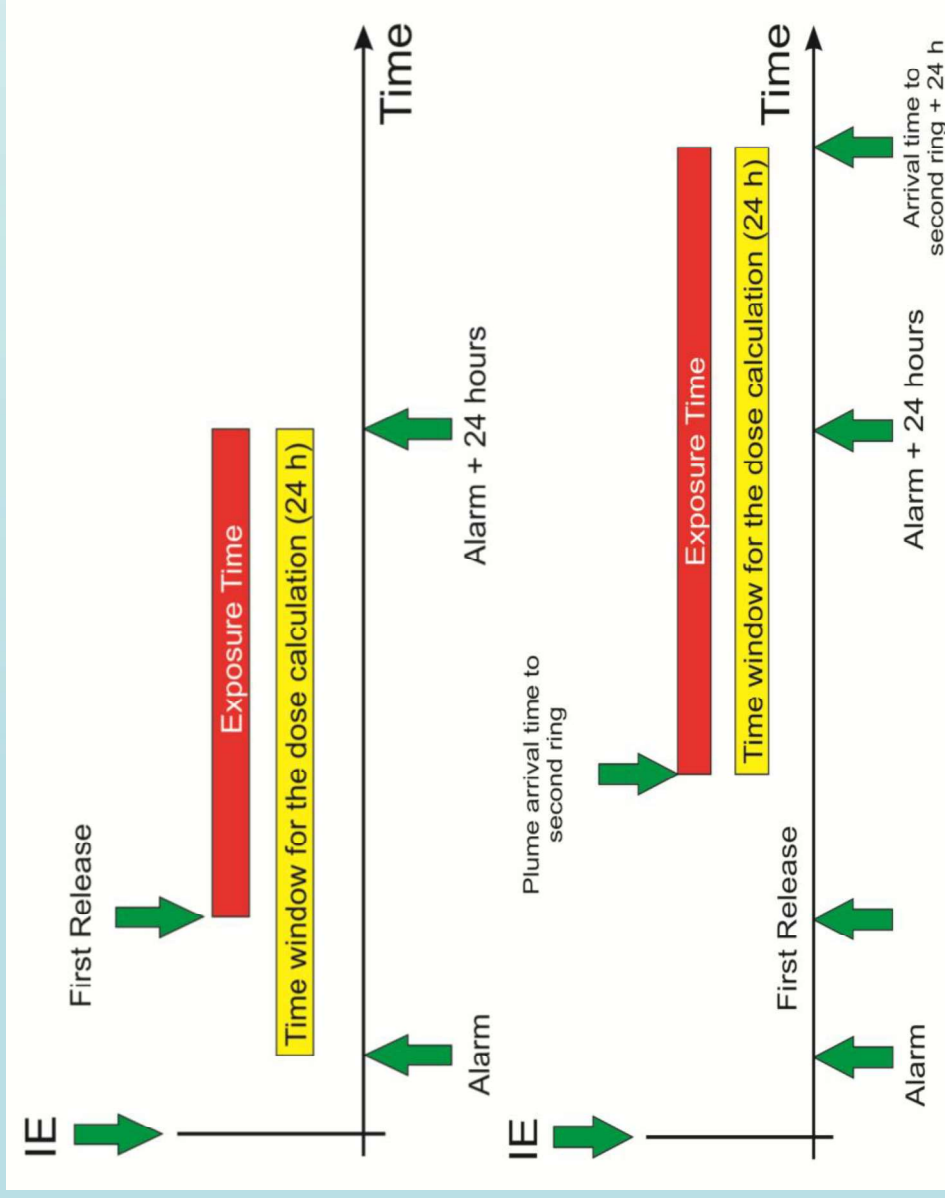 IE
First Release
Exposure Time
Time window for the dose calculation (24 h)
Time
Alarm
Alarm + 24 hours
IE
Plume arrival time to
second ring
Exposure Time
Time window for the dose calculation (24 h)
First Release
Time
Alarm
Alarm + 24 hours
Arrival time to
second ring + 24 h